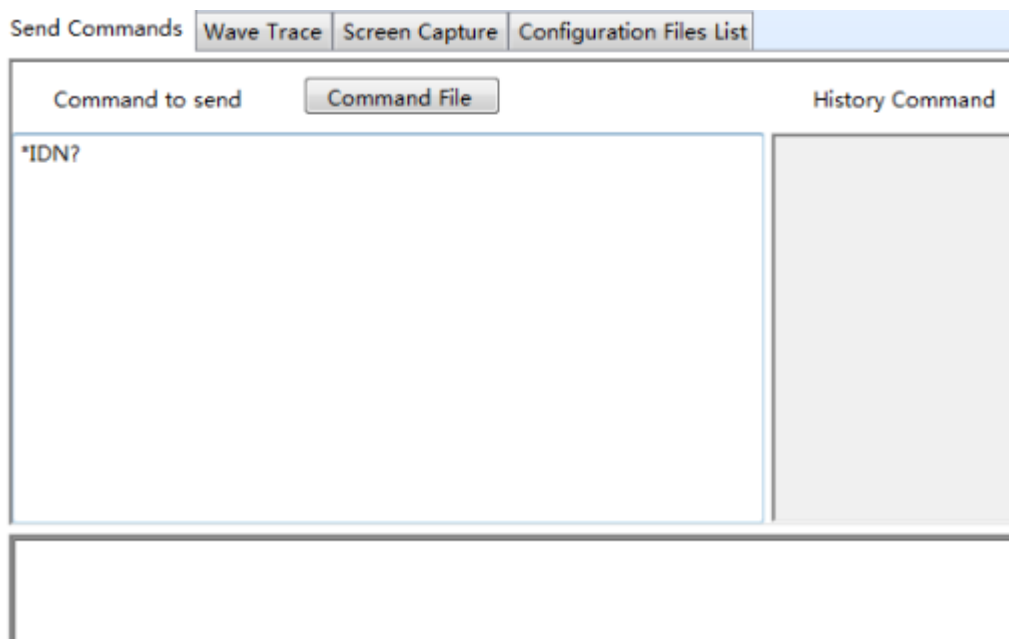 Send Commands Wave Trace Screen Capture Configuration Files List
Command to send Command File History Command
*IDN?